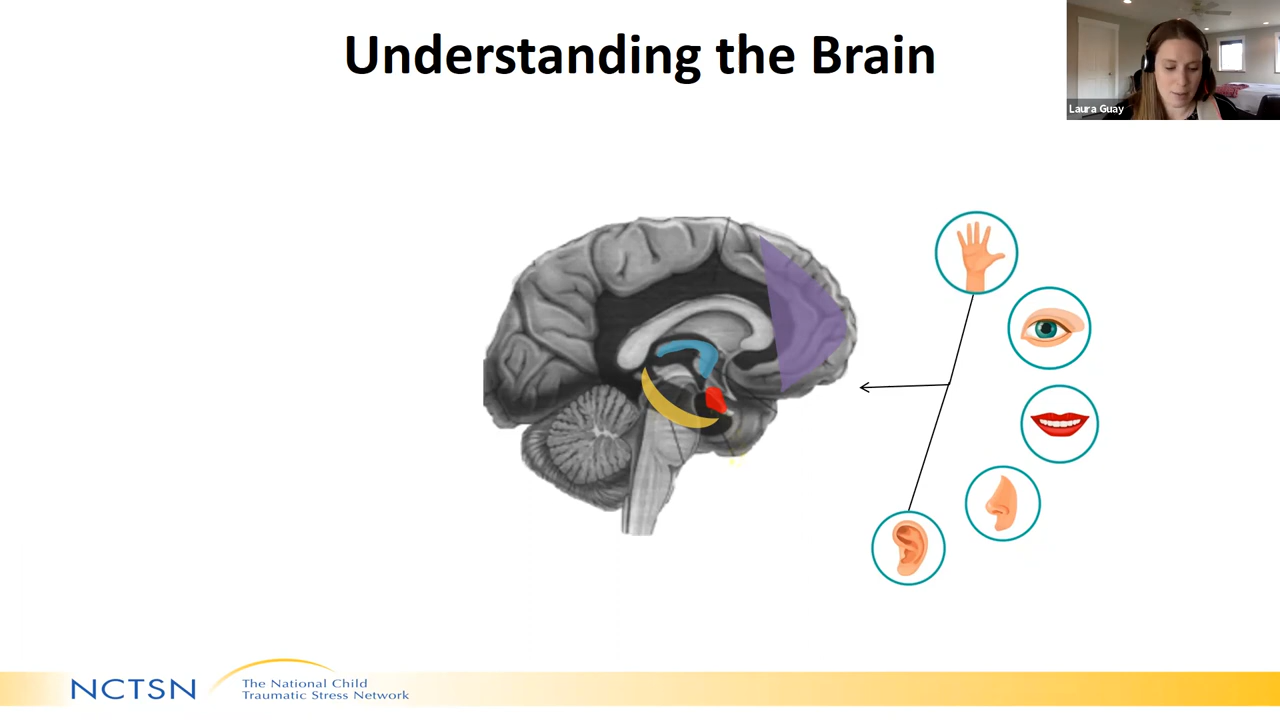 Understanding the Brain
Laura Guay
NCTSN
The National Child
Traumatic Stress Network